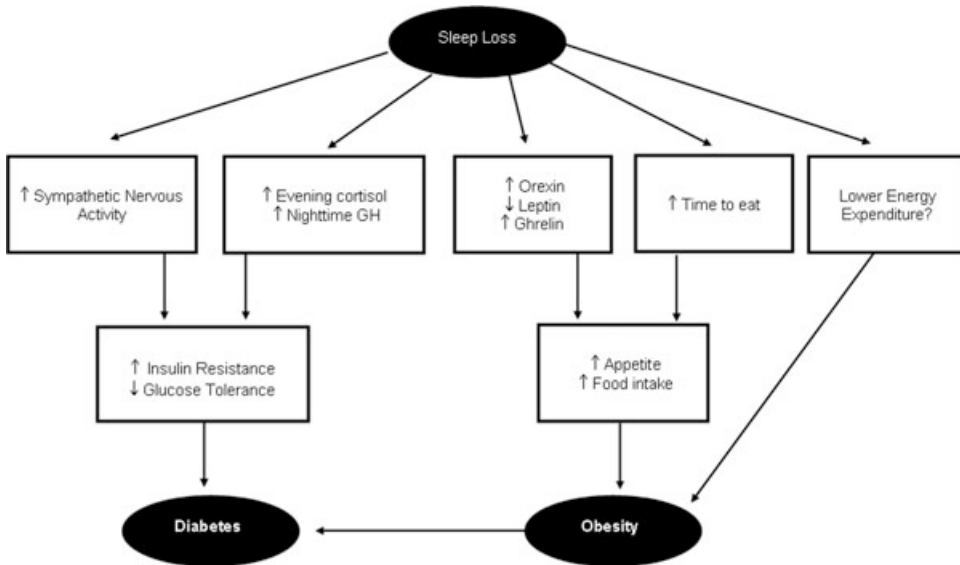 Sleep Loss
↑ Sympathetic Nervous
Activity
↑ Evening cortisol
↑ Nighttime GH
↑ Orexin
↓ Leptin
↑ Ghrelin
↑ Time to eat
Lower Energy
Expenditure?
↑ Insulin Resistance
↓ Glucose Tolerance
↑ Appetite
↑ Food intake
Diabetes
Obesity